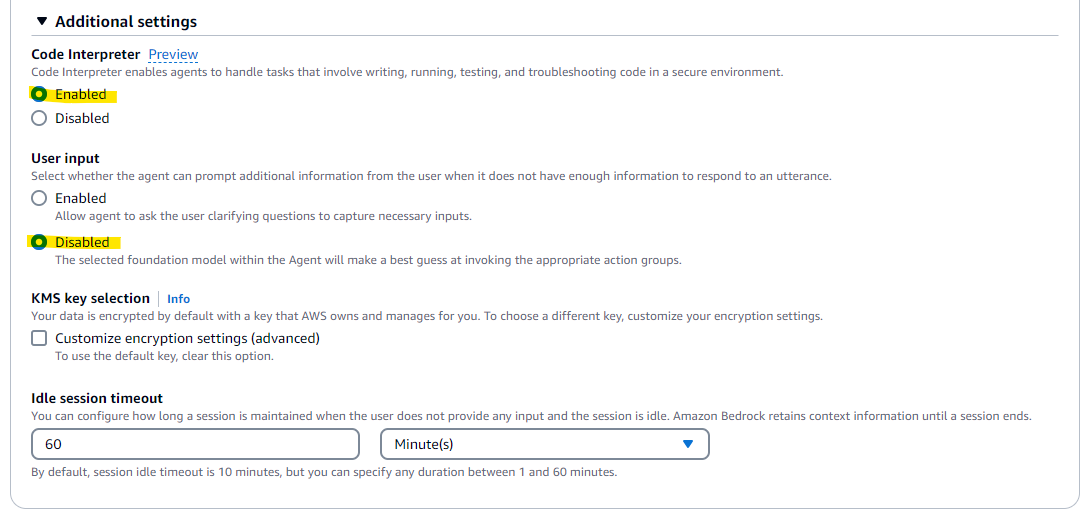 Additional settings
Code Interpreter Preview
Code Interpreter enables agents to handle tasks that involve writing, running, testing, and troubleshooting code in a secure environment.
Enabled
Disabled
User input
Select whether the agent can prompt additional information from the user when it does not have enough information to respond to an utterance.
Enabled
Allow agent to ask the user clarifying questions to capture necessary inputs.
Disabled
The selected foundation model within the Agent will make a best guess at invoking the appropriate action groups.
KMS key selection Info
Your data is encrypted by default with a key that AWS owns and manages for you. To choose a different key, customize your encryption settings.
Customize encryption settings (advanced)
To use the default key, clear this option.
Idle session timeout
You can configure how long a session is maintained when the user does not provide any input and the session is idle. Amazon Bedrock retains context information until a session ends.
60 Minute(s)
By default, session idle timeout is 10 minutes, but you can specify any duration between 1 and 60 minutes.